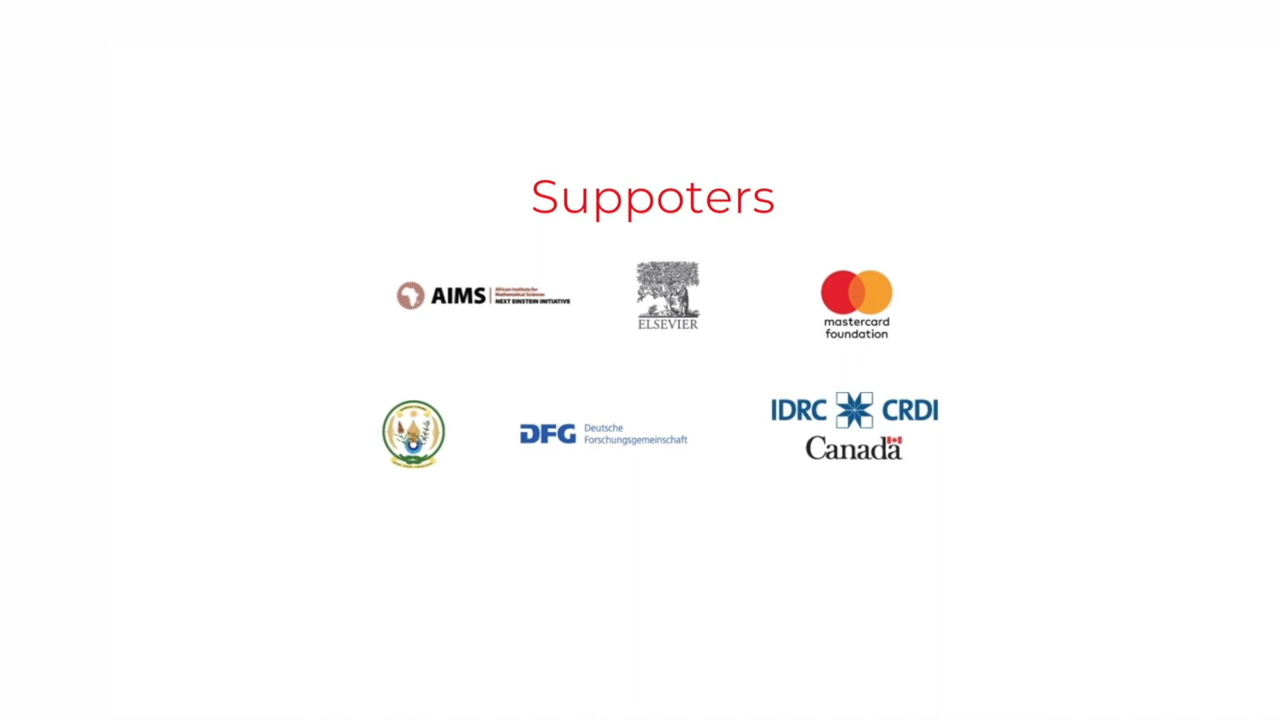 Suppoters
AIMS
African Institute for
Mathematical Sciences
NEXT EINSTEIN INITIATIVE
ELSEVIER
mastercard
foundation
DFG
Deutsche
Forschungsgemeinschaft
IDRC CRDI
Canada